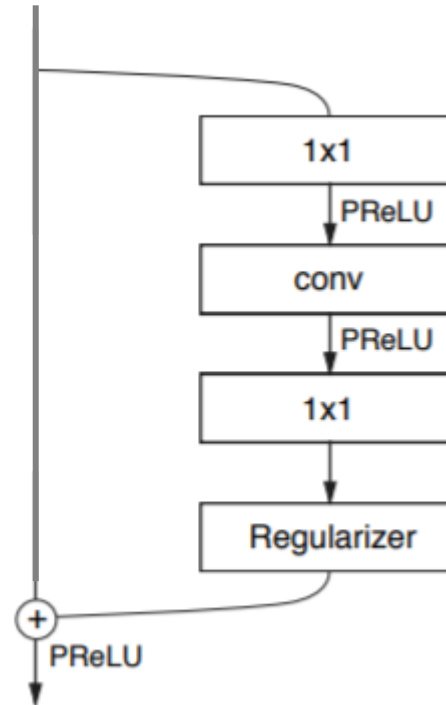 1x1
PReLU
conv
PReLU
1x1
Regularizer
+
PReLU